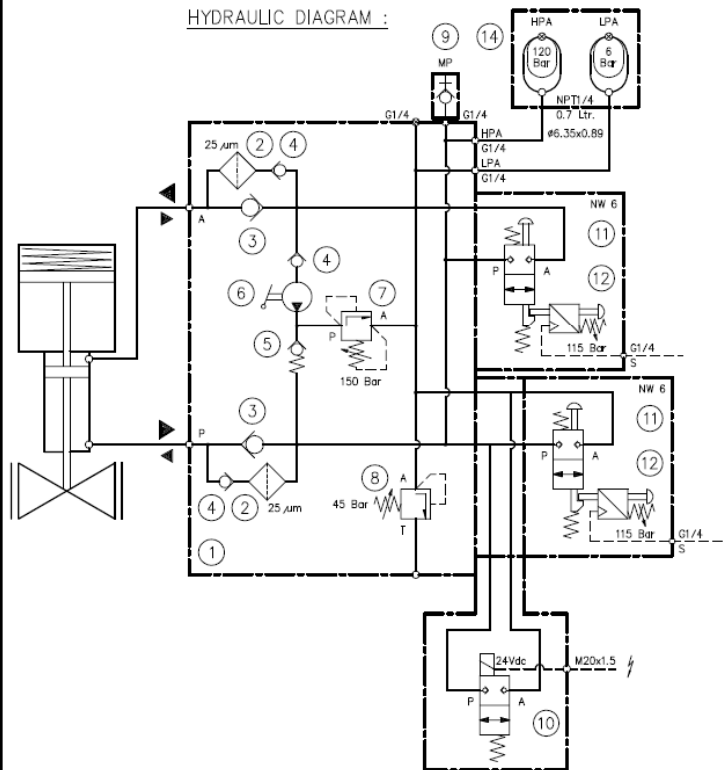 HYDRAULIC DIAGRAM :
9
14
HPA
LPA
MP
120
Bar
6
Bar
G1/4
G1/4
NPT1/4
0.7 Ltr.
ø6.35x0.89
HPA
G1/4
LPA
G1/4
25 µm
2
4
A
3
4
6
7
A
P
5
150 Bar
NW 6
11
P
A
12
115 Bar
G1/4
S
P
3
NW 6
11
P
A
12
8
A
45 Bar
T
4
2
25 µm
115 Bar
G1/4
S
1
24Vdc
M20x1.5
P
A
10